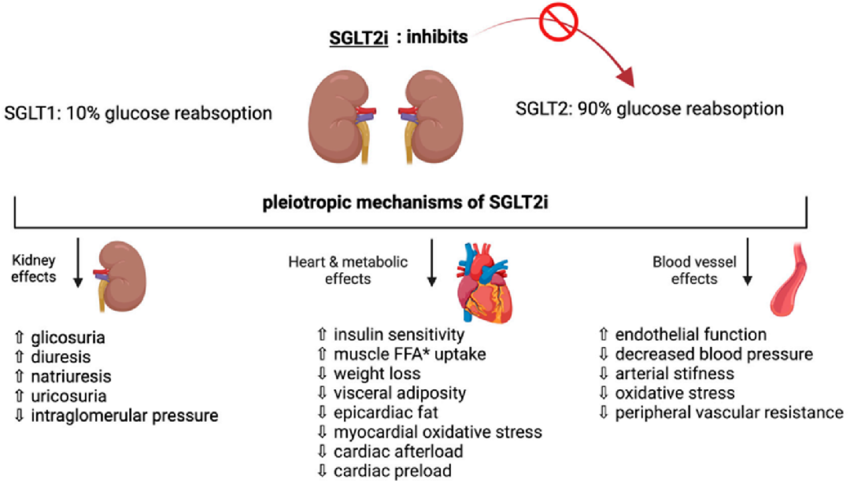 SGLT2i : inhibits
SGLT1: 10% glucose reabsoption
SGLT2: 90% glucose reabsoption
pleiotropic mechanisms of SGLT2i
Kidney
effects
⇧ glicosuria
⇧ diuresis
⇧ natriuresis
⇧ uricosuria
⇩ intraglomerular pressure
Heart & metabolic
effects
⇧ insulin sensitivity
⇧ muscle FFA* uptake
⇩ weight loss
⇩ visceral adiposity
⇩ epicardiac fat
⇩ myocardial oxidative stress
⇩ cardiac afterload
⇩ cardiac preload
Blood vessel
effects
⇧ endothelial function
⇩ decreased blood pressure
⇩ arterial stifness
⇩ oxidative stress
⇩ peripheral vascular resistance